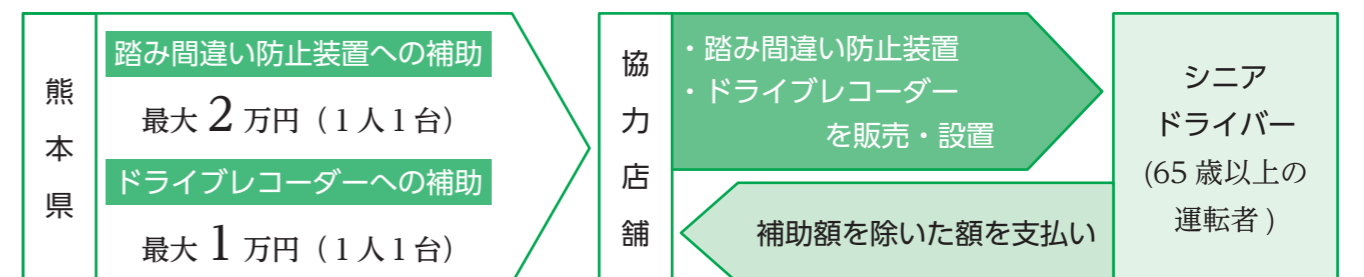 熊本県
踏み間違い防止装置への補助
最大 2 万円（1人1台）
ドライブレコーダーへの補助
最大 1 万円（1人1台）
協力店舗
・踏み間違い防止装置
・ドライブレコーダー
を販売・設置
補助額を除いた額を支払い
シニア
ドライバー
(65 歳以上の
運転者 )